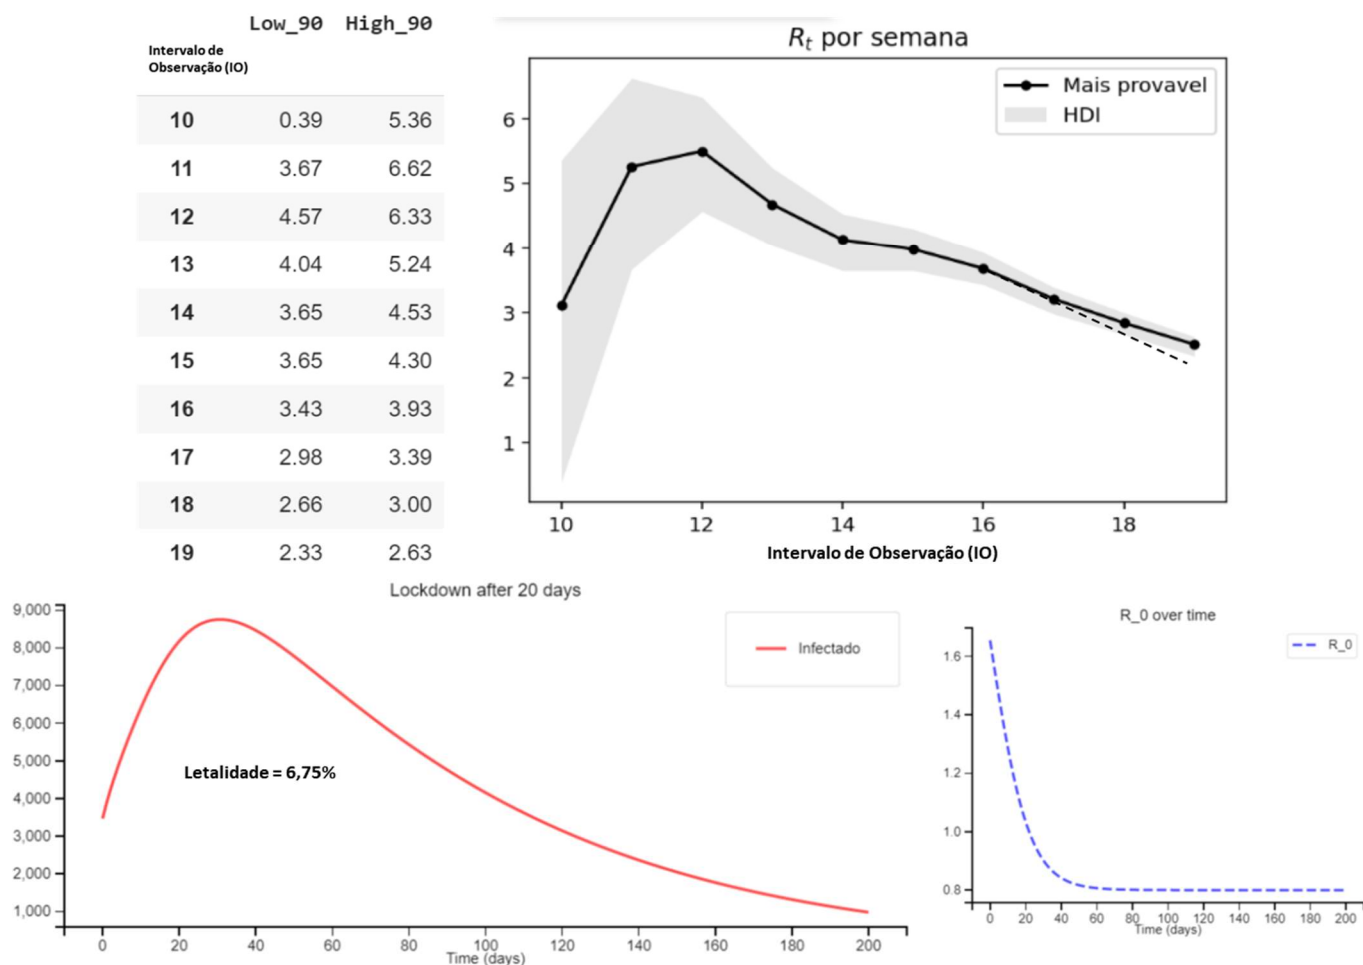 Low_90 High_90
Intervalo de
Observação (IO)
10 0.39 5.36
11 3.67 6.62
12 4.57 6.33
13 4.04 5.24
14 3.65 4.53
15 3.65 4.30
16 3.43 3.93
17 2.98 3.39
18 2.66 3.00
19 2.33 2.63
R_t por semana
Mais provavel
HDI
6
5
4
3
2
1
10 12 14 16 18
Intervalo de Observação (IO)
Lockdown after 20 days
9,000
8,000
7,000
6,000
5,000
4,000
3,000
2,000
1,000
Infectado
Letalidade = 6,75%
0 20 40 60 80 100 120 140 160 180 200
Time (days)
R_0 over time
R_0
1.6
1.4
1.2
1.0
0.8
0 20 40 60 80 100 120 140 160 180 200
Time (days)